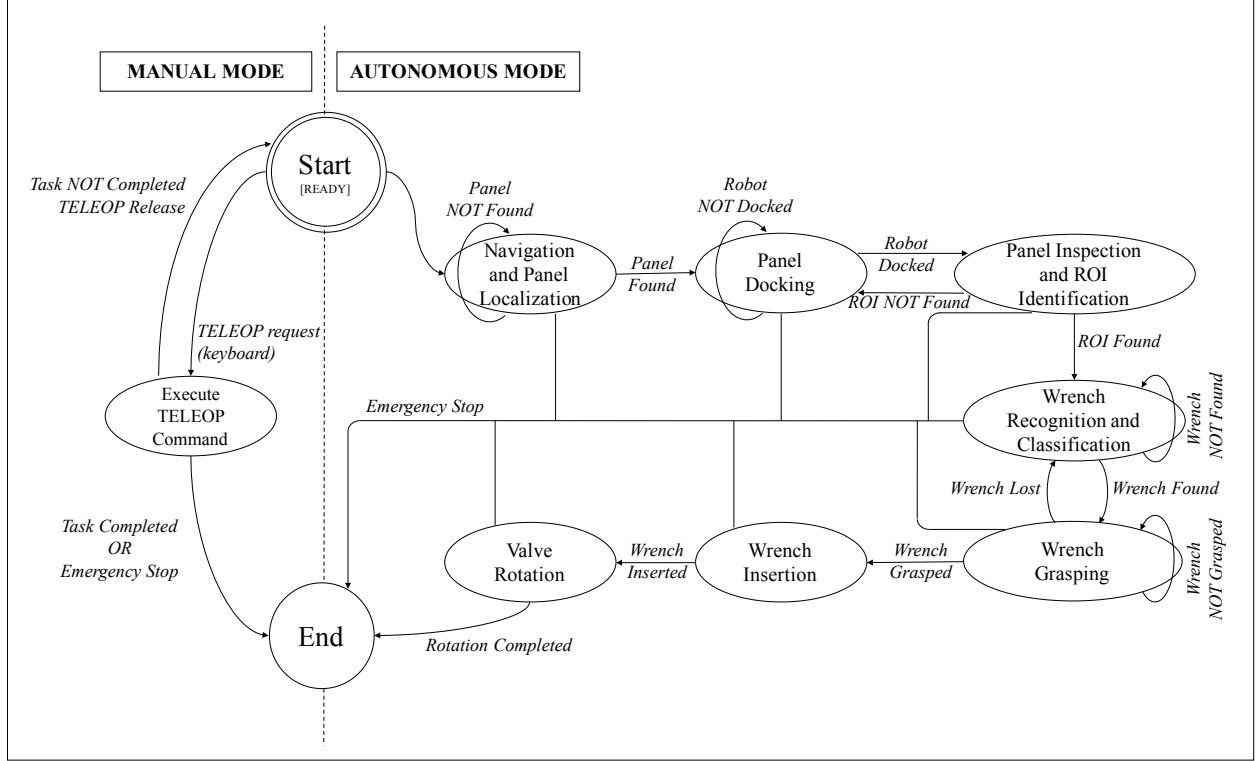 MANUAL MODE
AUTONOMOUS MODE
Start
[READY]
Task NOT Completed
TELEOP Release
TELEOP request
(keyboard)
Execute
TELEOP
Command
Task Completed
OR
Emergency Stop
End
Panel
NOT Found
Navigation
and Panel
Localization
Panel
Found
Robot
NOT Docked
Panel
Docking
Robot
Docked
ROI NOT Found
Panel Inspection
and ROI
Identification
ROI Found
Emergency Stop
Wrench
Recognition and
Classification
Wrench
NOT Found
Wrench Lost
Wrench Found
Wrench
Grasping
Wrench
NOT Grasped
Wrench
Grasped
Wrench
Insertion
Wrench
Inserted
Valve
Rotation
Rotation Completed